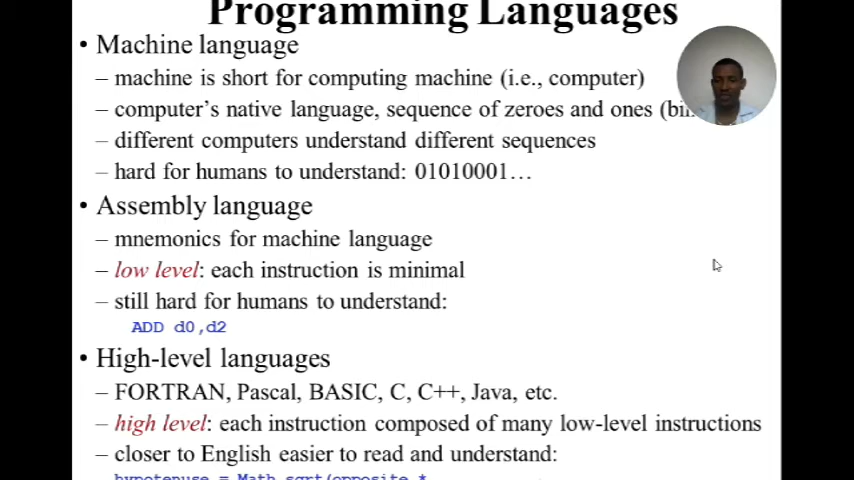 Programming Languages
• Machine language
– machine is short for computing machine (i.e., computer)
– computer's native language, sequence of zeroes and ones
– different computers understand different sequences
– hard for humans to understand: 01010001…
• Assembly language
– mnemonics for machine language
– low level: each instruction is minimal
– still hard for humans to understand:
ADD d0,d2
• High-level languages
– FORTRAN, Pascal, BASIC, C, C++, Java, etc.
– high level: each instruction composed of many low-level instructions
– closer to English easier to read and understand:
hypotenuse = Math.sqrt(opposite *